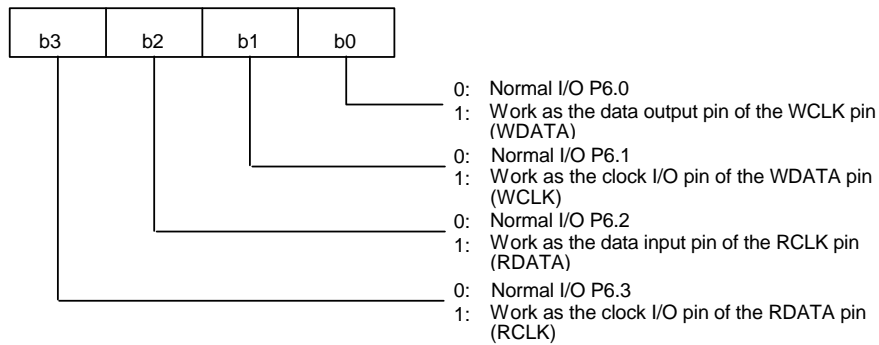 b3 b2 b1 b0
0: Normal I/O P6.0
1: Work as the data output pin of the WCLK pin
(WDATA)
0: Normal I/O P6.1
1: Work as the clock I/O pin of the WDATA pin
(WCLK)
0: Normal I/O P6.2
1: Work as the data input pin of the RCLK pin
(RDATA)
0: Normal I/O P6.3
1: Work as the clock I/O pin of the RDATA pin
(RCLK)